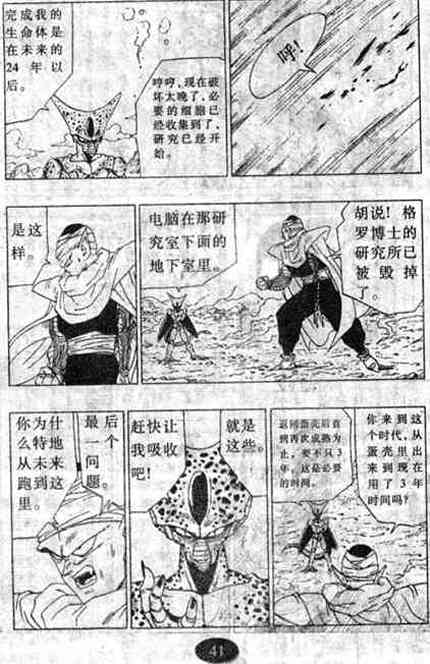 呼!
哼哼,现在破
坏太晚了,必
要的细胞已
经收集到了,
研究已经开
始。
完成我的
生命体是
在未来的
24年以
后。
胡说!格
罗博士的
研究所已
被毁掉
了。
电脑在那研
究室下面的
地下室里。
是这
样。
你来到这
个时代,从
蛋壳里出
来到现在
用了3年
时间吗?
返回蛋壳后直
到再次成熟为
止,要不只3
年。这是必要
的时间。
就是
这些。
赶快让
我吸收
吧!
最后
一个
问
题。
你为什
么特地
从未来
跑到这
里。
41